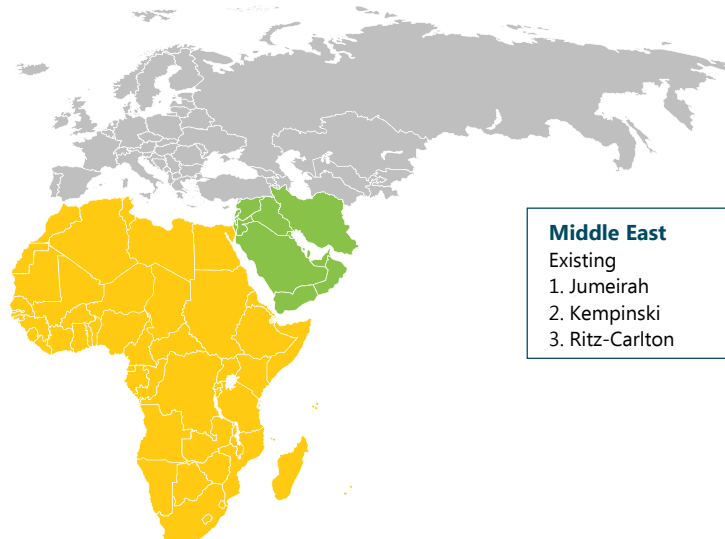 Middle East
Existing
1. Jumeirah
2. Kempinski
3. Ritz-Carlton